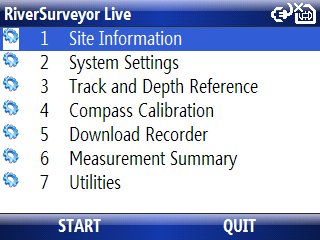 RiverSurveyor Live
1 Site Information
2 System Settings
3 Track and Depth Reference
4 Compass Calibration
5 Download Recorder
6 Measurement Summary
7 Utilities
START QUIT